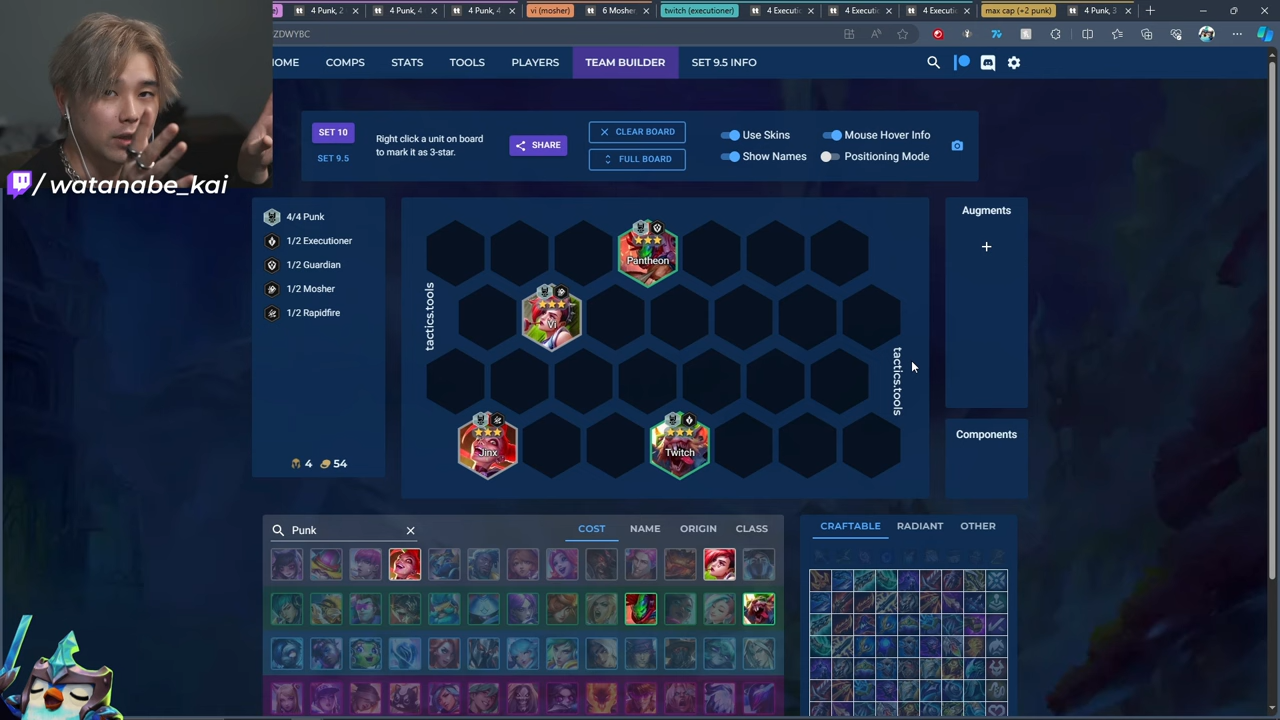 4 Punk, 2
4 Punk, 4
4 Punk, 4
vi (mosher)
6 Mosher
twitch (executioner)
4 Executi
4 Executi
4 Executi
max cap (+2 punk)
4 Punk, 3
ZDWYBC
OME
COMPS
STATS
TOOLS
PLAYERS
TEAM BUILDER
SET 9.5 INFO
SET 10
SET 9.5
Right click a unit on board
to mark it as 3-star.
SHARE
CLEAR BOARD
FULL BOARD
Use Skins
Mouse Hover Info
Show Names
Positioning Mode
/watanabe_kai
4/4 Punk
1/2 Executioner
1/2 Guardian
1/2 Mosher
1/2 Rapidfire
4 54
tactics.tools
Pantheon
Vi
Jinx
Twitch
tactics.tools
Augments
Components
Punk
COST
NAME
ORIGIN
CLASS
CRAFTABLE
RADIANT
OTHER